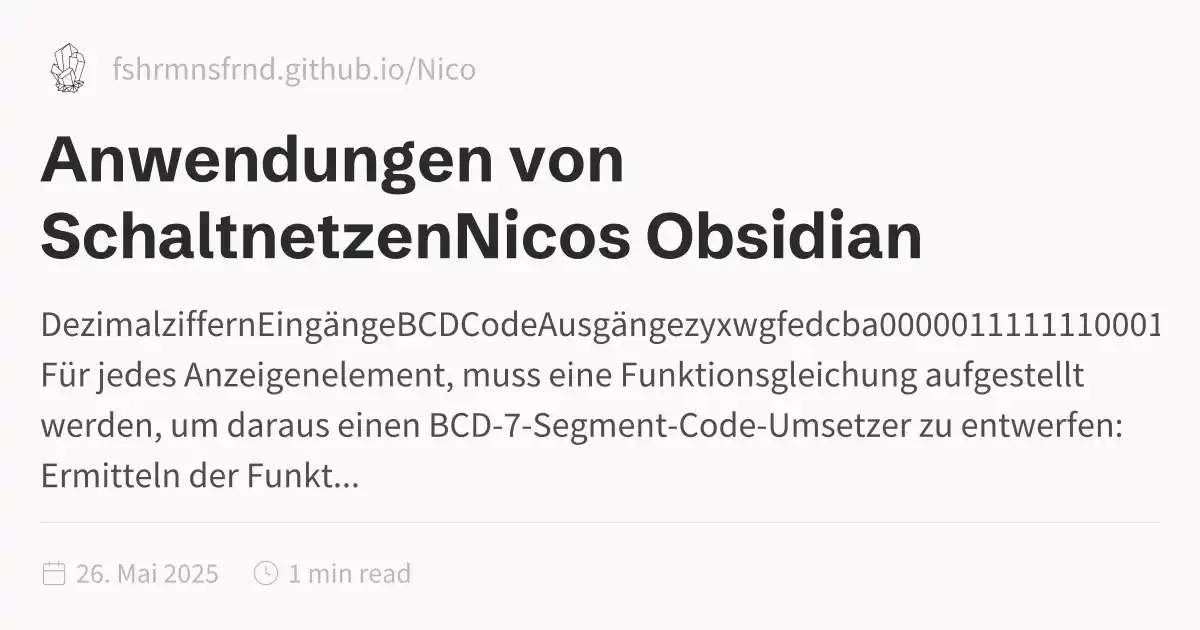 fshrmnsfrnd.github.io/Nico
Anwendungen von
SchaltnetzenNicos Obsidian
DezimalziffernEingängeBCDCodeAusgängezyxwgfedcba0000011111110001
Für jedes Anzeigenelement, muss eine Funktionsgleichung aufgestellt
werden, um daraus einen BCD-7-Segment-Code-Umsetzer zu entwerfen:
Ermitteln der Funkt...
26. Mai 2025 1 min read